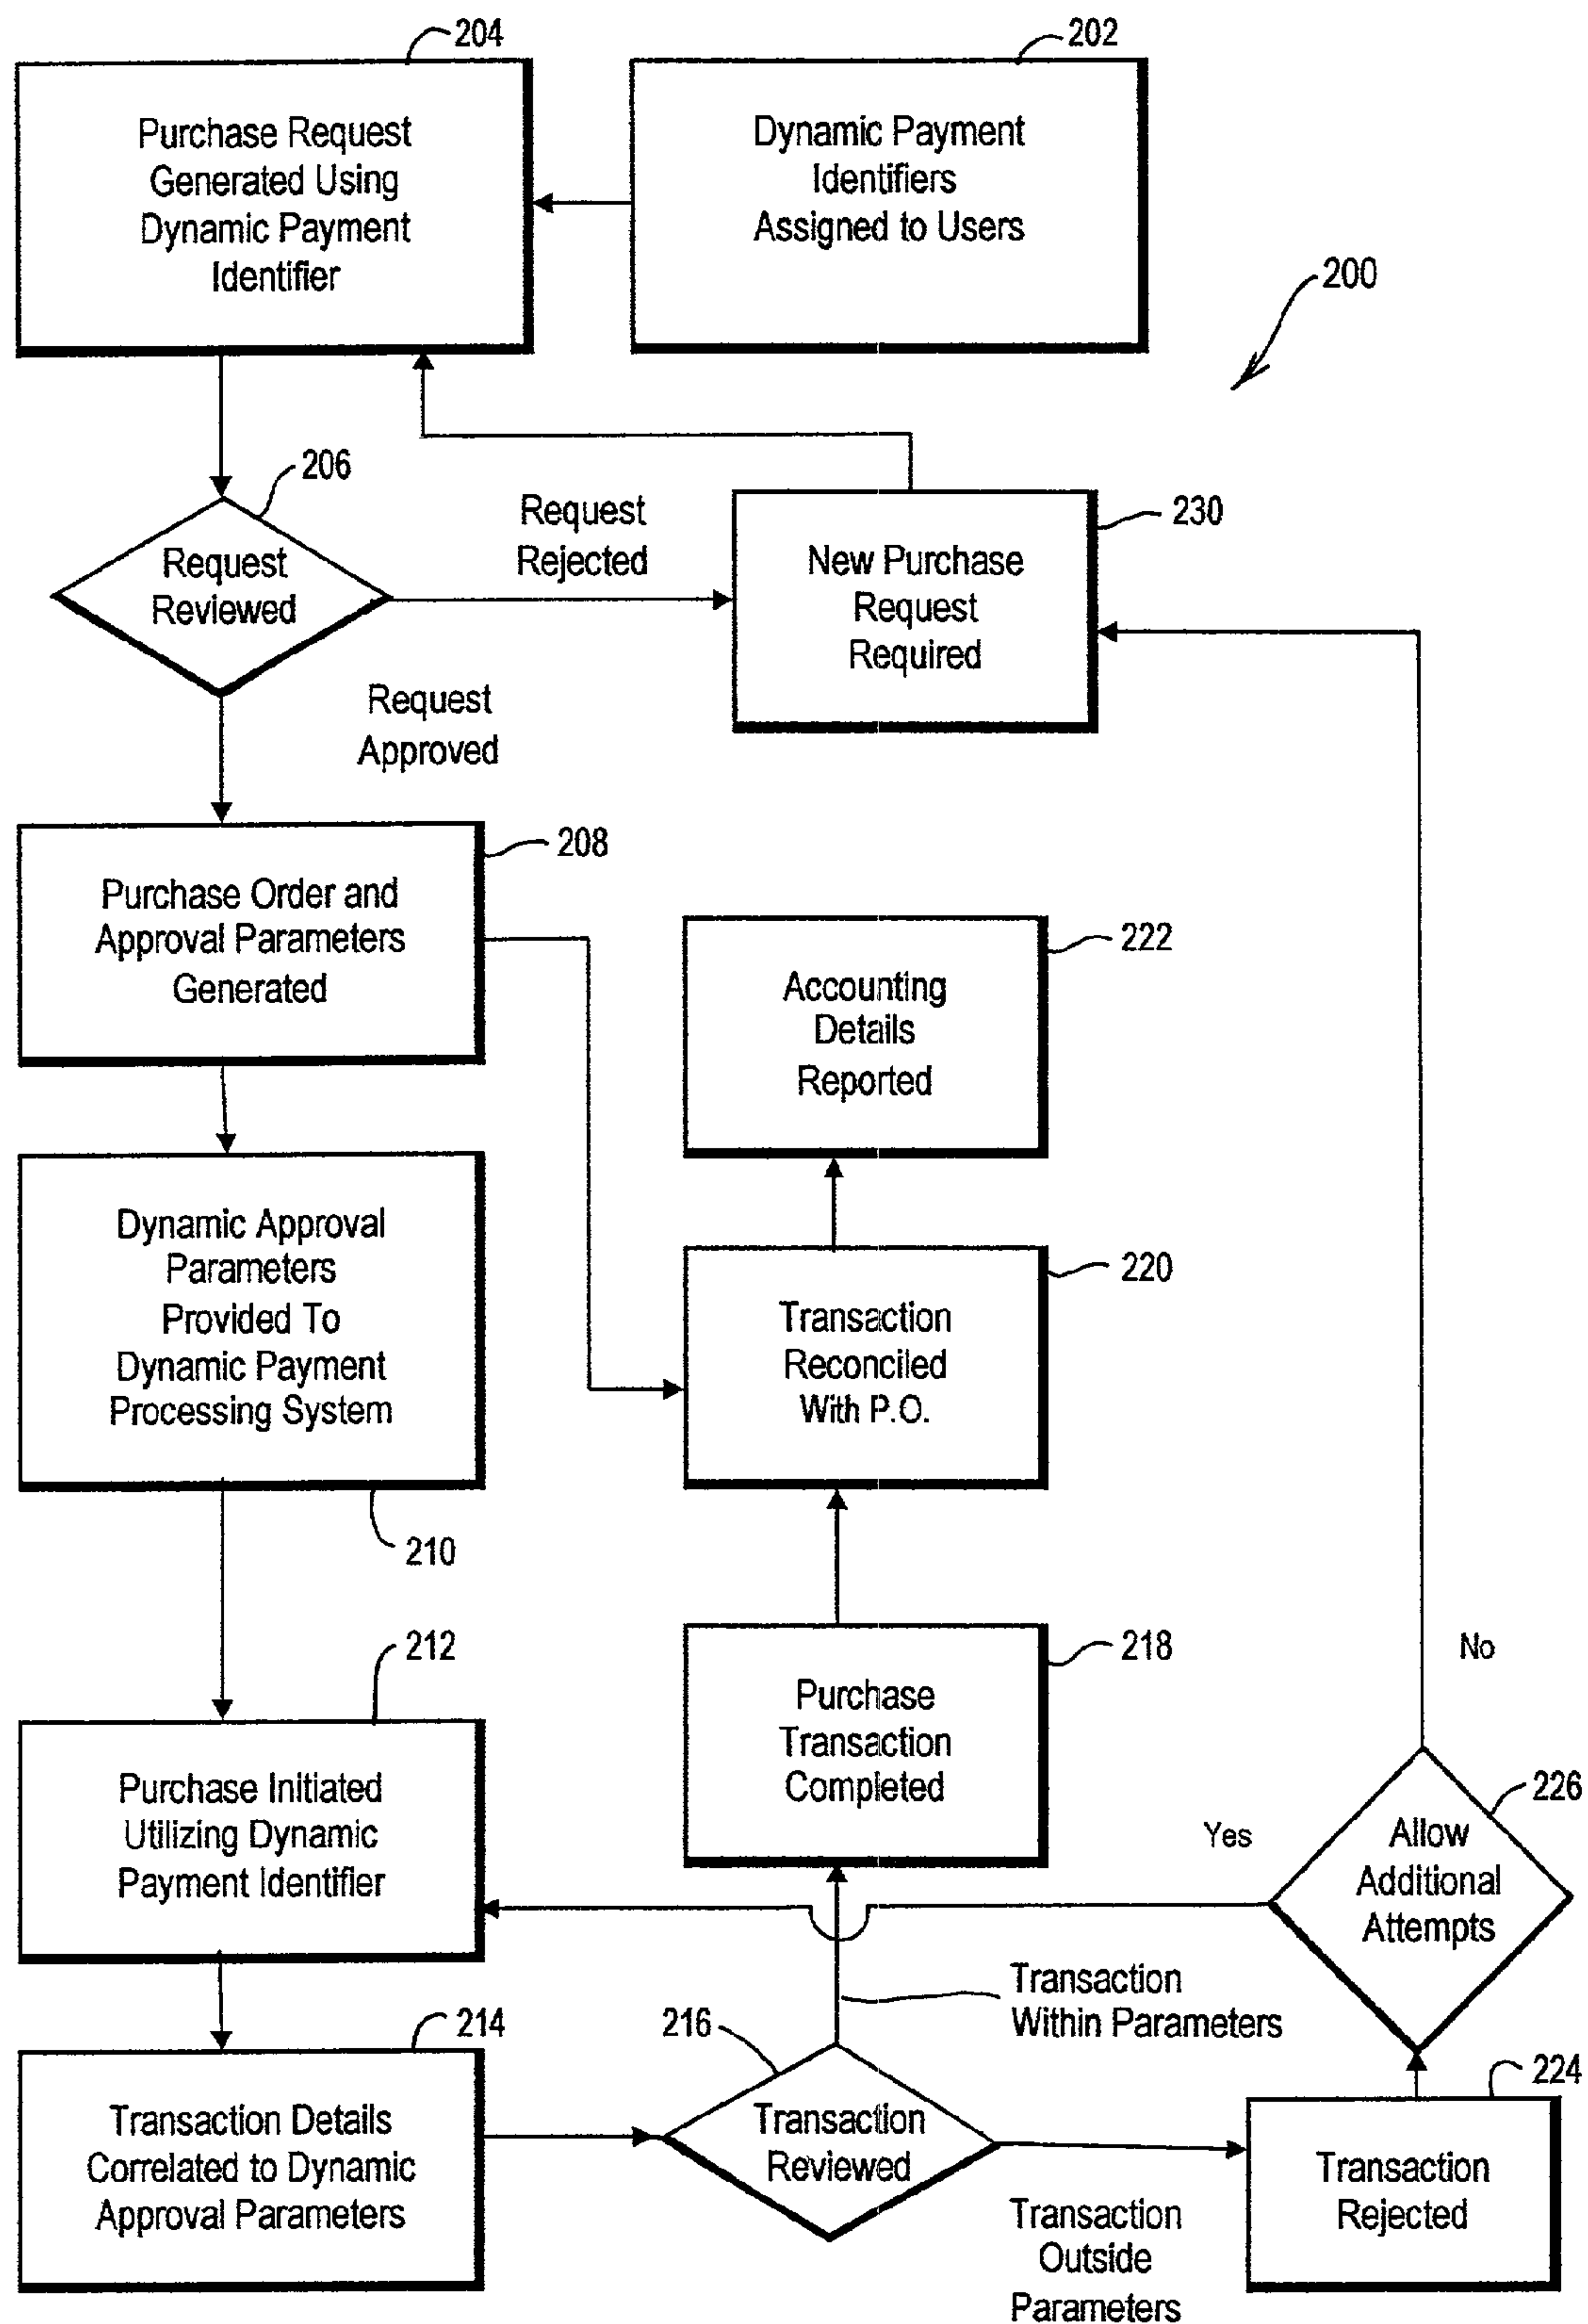 204
202
Purchase Request
Generated Using
Dynamic Payment
Identifier
Dynamic Payment
Identifiers
Assigned to Users
200
206
Request
Reviewed
Request
Rejected
230
New Purchase
Request
Required
Request
Approved
208
Purchase Order and
Approval Parameters
Generated
222
Accounting
Details
Reported
Dynamic Approval
Parameters
Provided To
Dynamic Payment
Processing System
210
220
Transaction
Reconciled
With P.O.
212
Purchase Initiated
Utilizing Dynamic
Payment Identifier
218
Purchase
Transaction
Completed
No
Yes
226
Allow
Additional
Attempts
Transaction
Within Parameters
214
Transaction Details
Correlated to Dynamic
Approval Parameters
216
Transaction
Reviewed
Transaction
Outside
Parameters
224
Transaction
Rejected